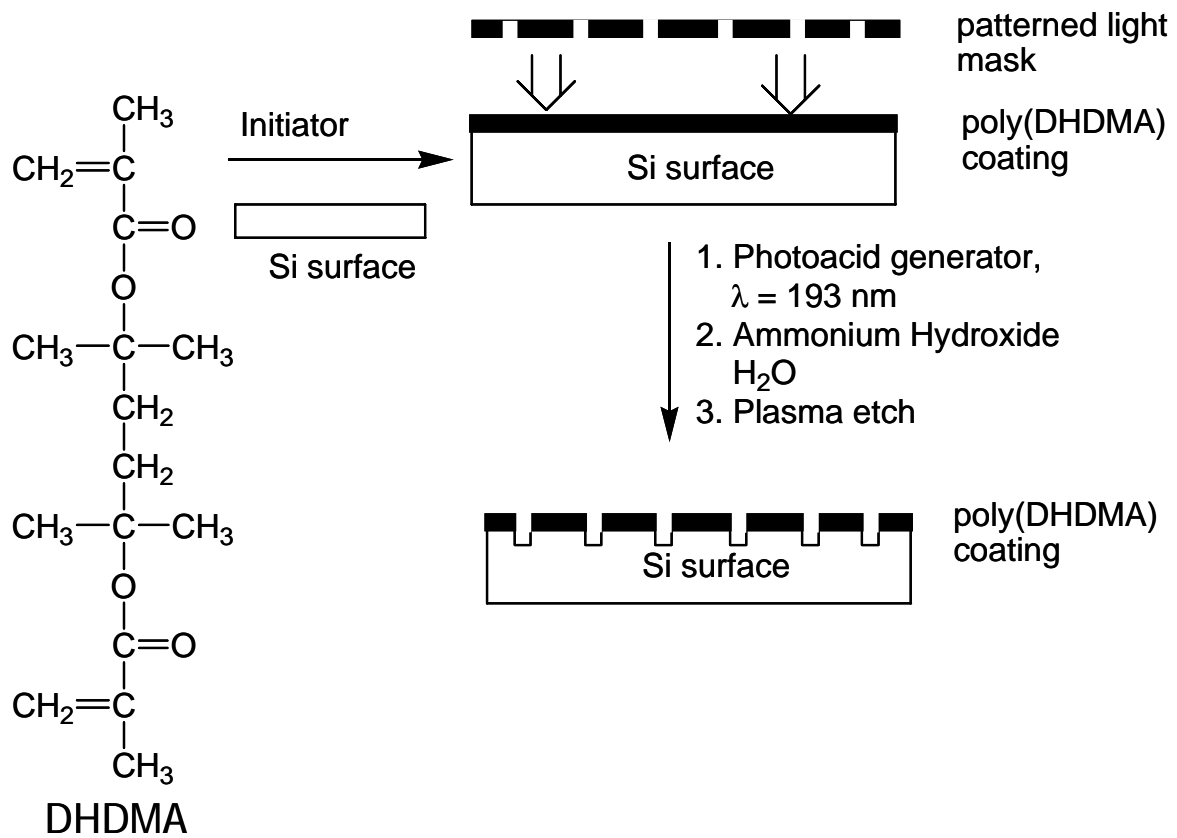 patterned light
mask
CH3
Initiator
poly(DHDMA)
coating
CH2=C
Si surface
C=O
Si surface
1. Photoacid generator,
λ = 193 nm
2. Ammonium Hydroxide
H2O
3. Plasma etch
O
CH3—C—CH3
CH2
CH2
CH3—C—CH3
poly(DHDMA)
coating
Si surface
O
C=O
CH2=C
CH3
DHDMA